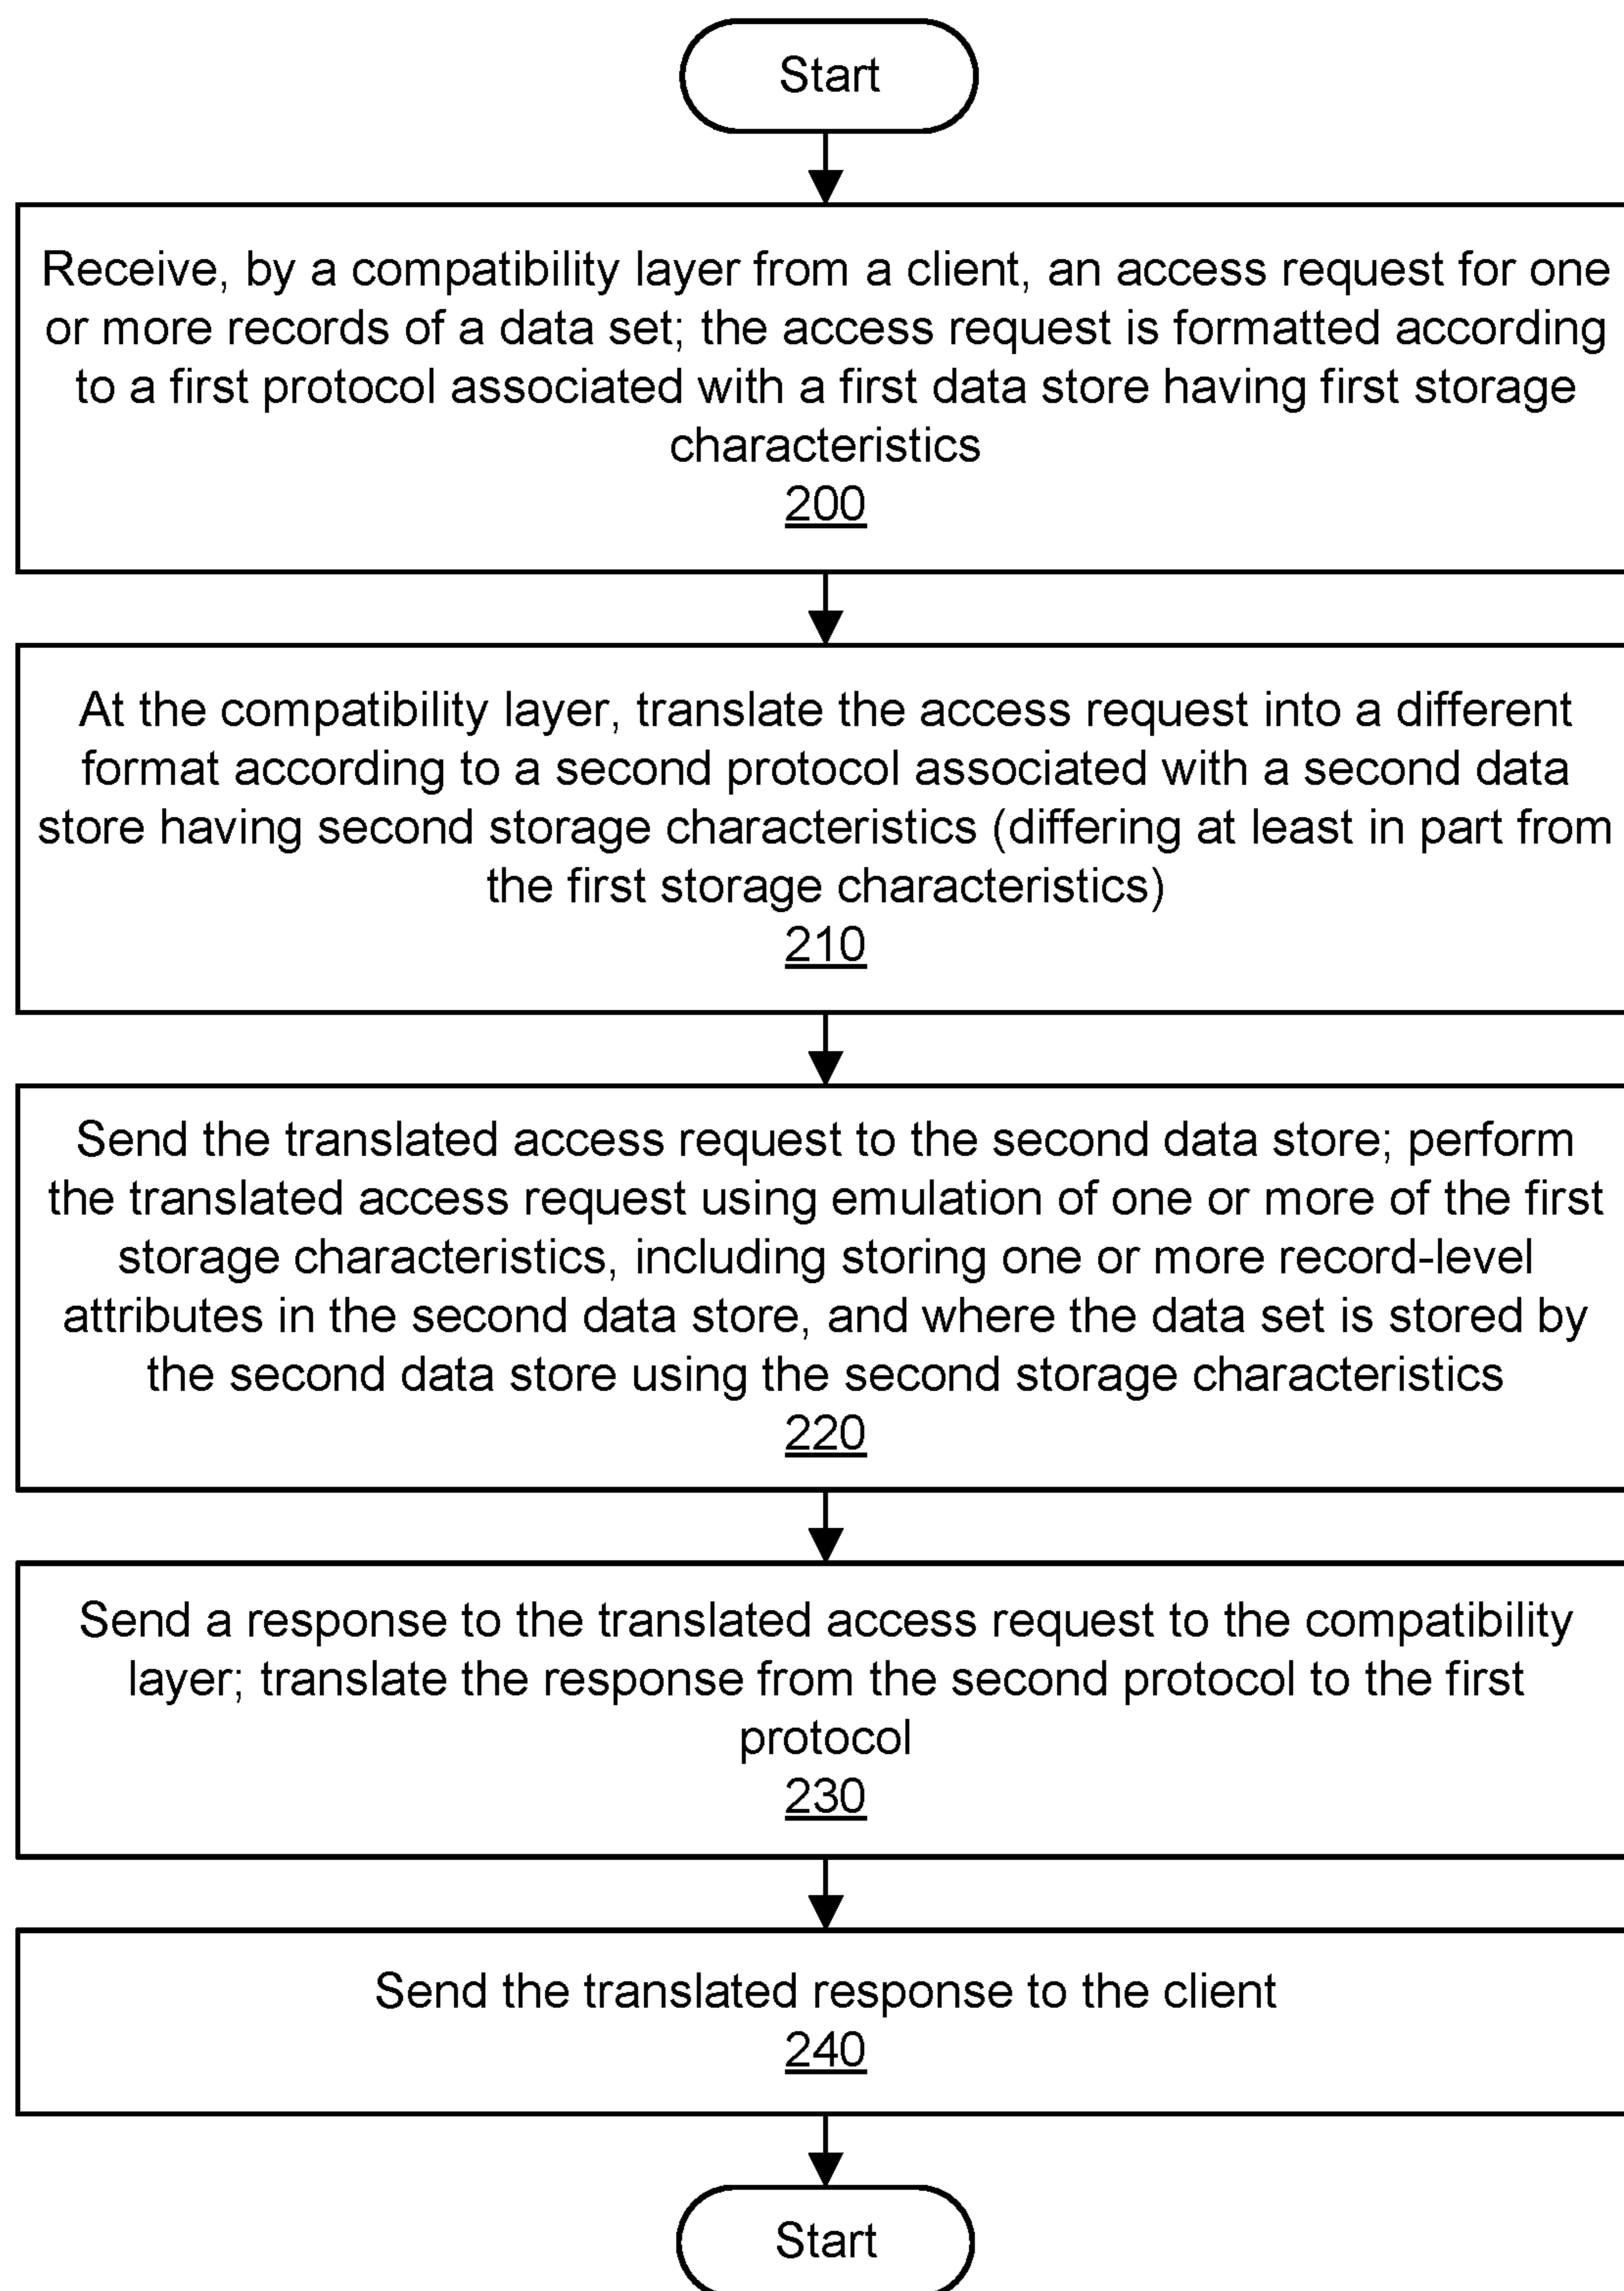 Start
Receive, by a compatibility layer from a client, an access request for one
or more records of a data set; the access request is formatted according
to a first protocol associated with a first data store having first storage
characteristics
200
At the compatibility layer, translate the access request into a different
format according to a second protocol associated with a second data
store having second storage characteristics (differing at least in part from
the first storage characteristics)
210
Send the translated access request to the second data store; perform
the translated access request using emulation of one or more of the first
storage characteristics, including storing one or more record-level
attributes in the second data store, and where the data set is stored by
the second data store using the second storage characteristics
220
Send a response to the translated access request to the compatibility
layer; translate the response from the second protocol to the first
protocol
230
Send the translated response to the client
240
Start